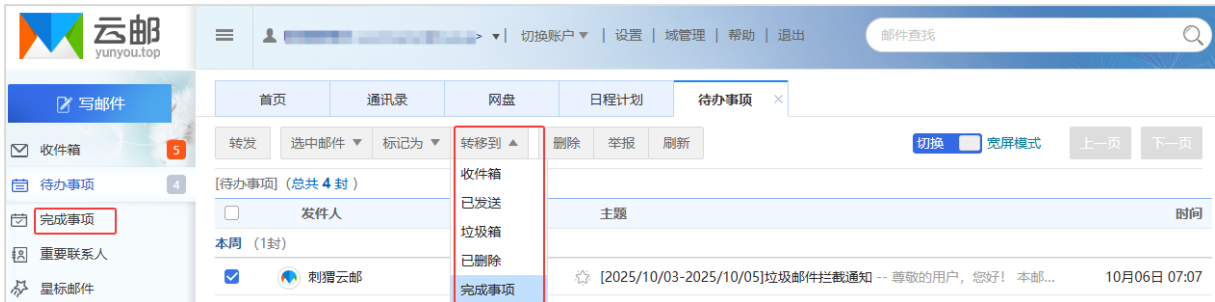 云邮
yunyou.top
切换账户 | 设置 | 域管理 | 帮助 | 退出
邮件查找
写邮件
首页 通讯录 网盘 日程计划 待办事项 ×
收件箱 5
转发 选中邮件 标记为 转移到 删除 举报 刷新 切换 宽屏模式 上一页 下一页
待办事项 4
[待办事项]（总共 4 封）
收件箱
已发送
垃圾箱
已删除
完成事项
完成事项
发件人 主题 时间
重要联系人
本周 （1封）
星标邮件
刺猬云邮 [2025/10/03-2025/10/05]垃圾邮件拦截通知 -- 尊敬的用户，您好！ 本邮... 10月06日 07:07